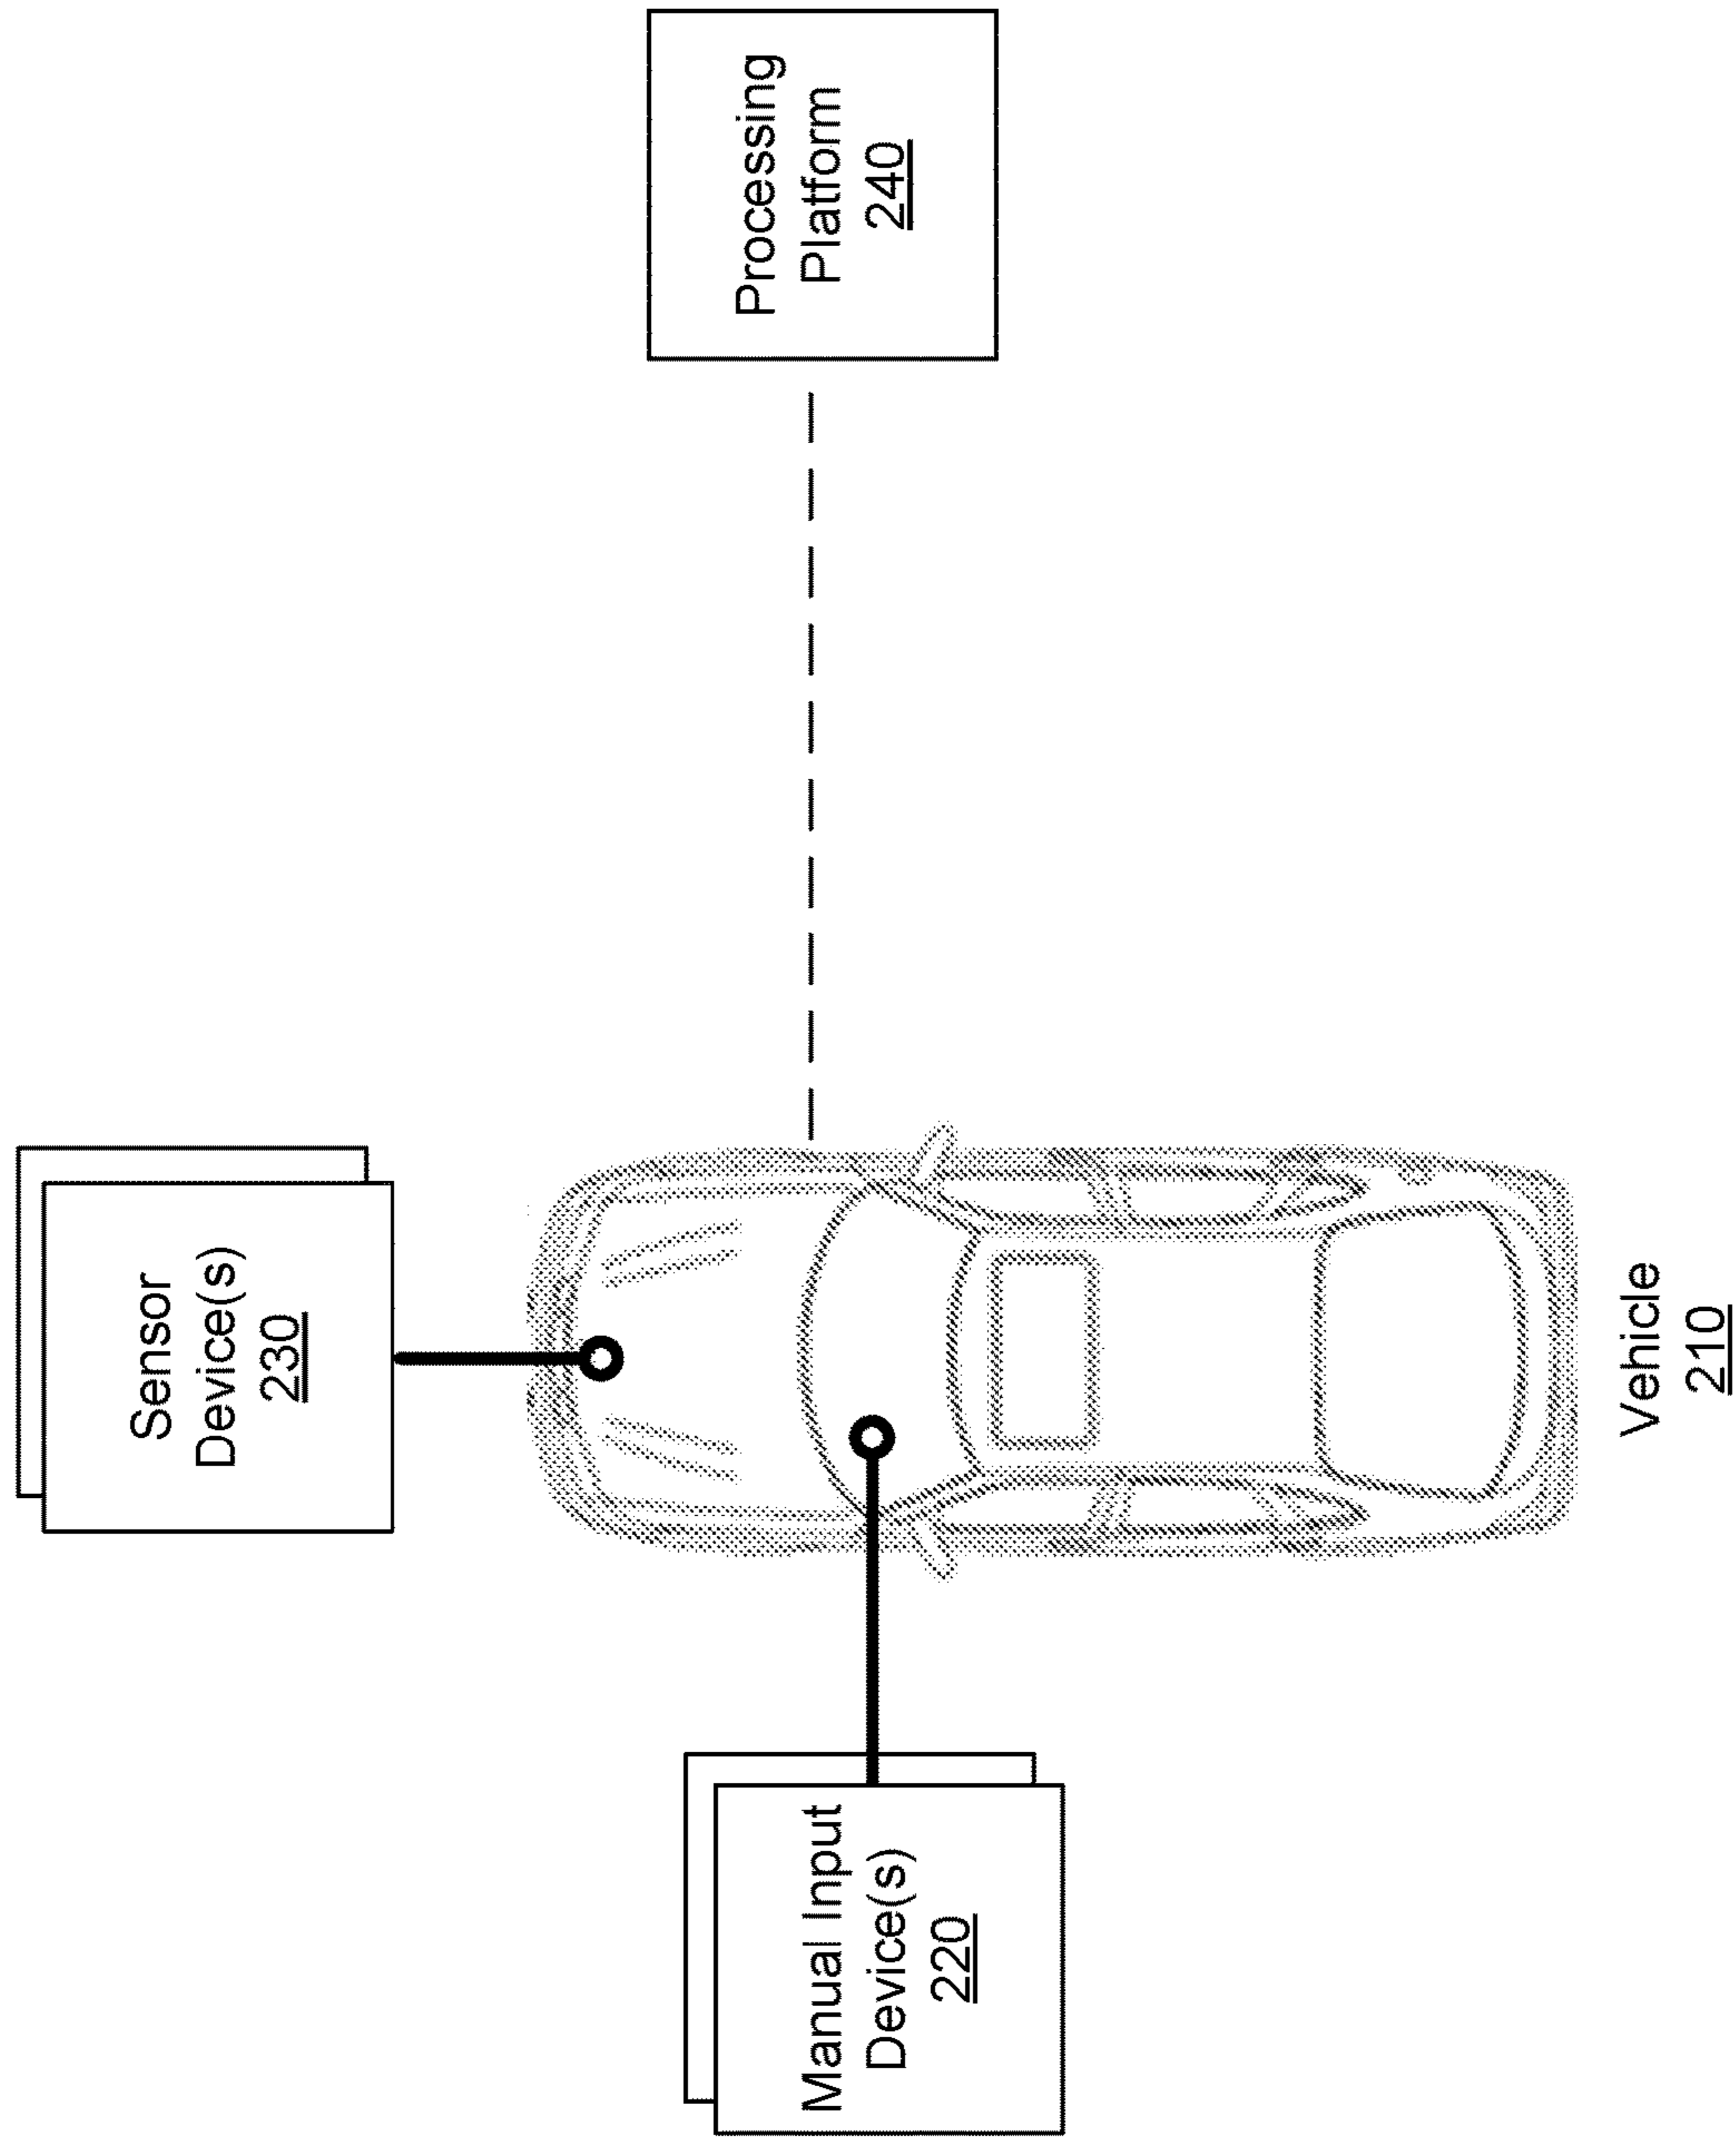 Sensor
Device(s)
230
Processing
Platform
240
Manual Input
Device(s)
220
Vehicle
210